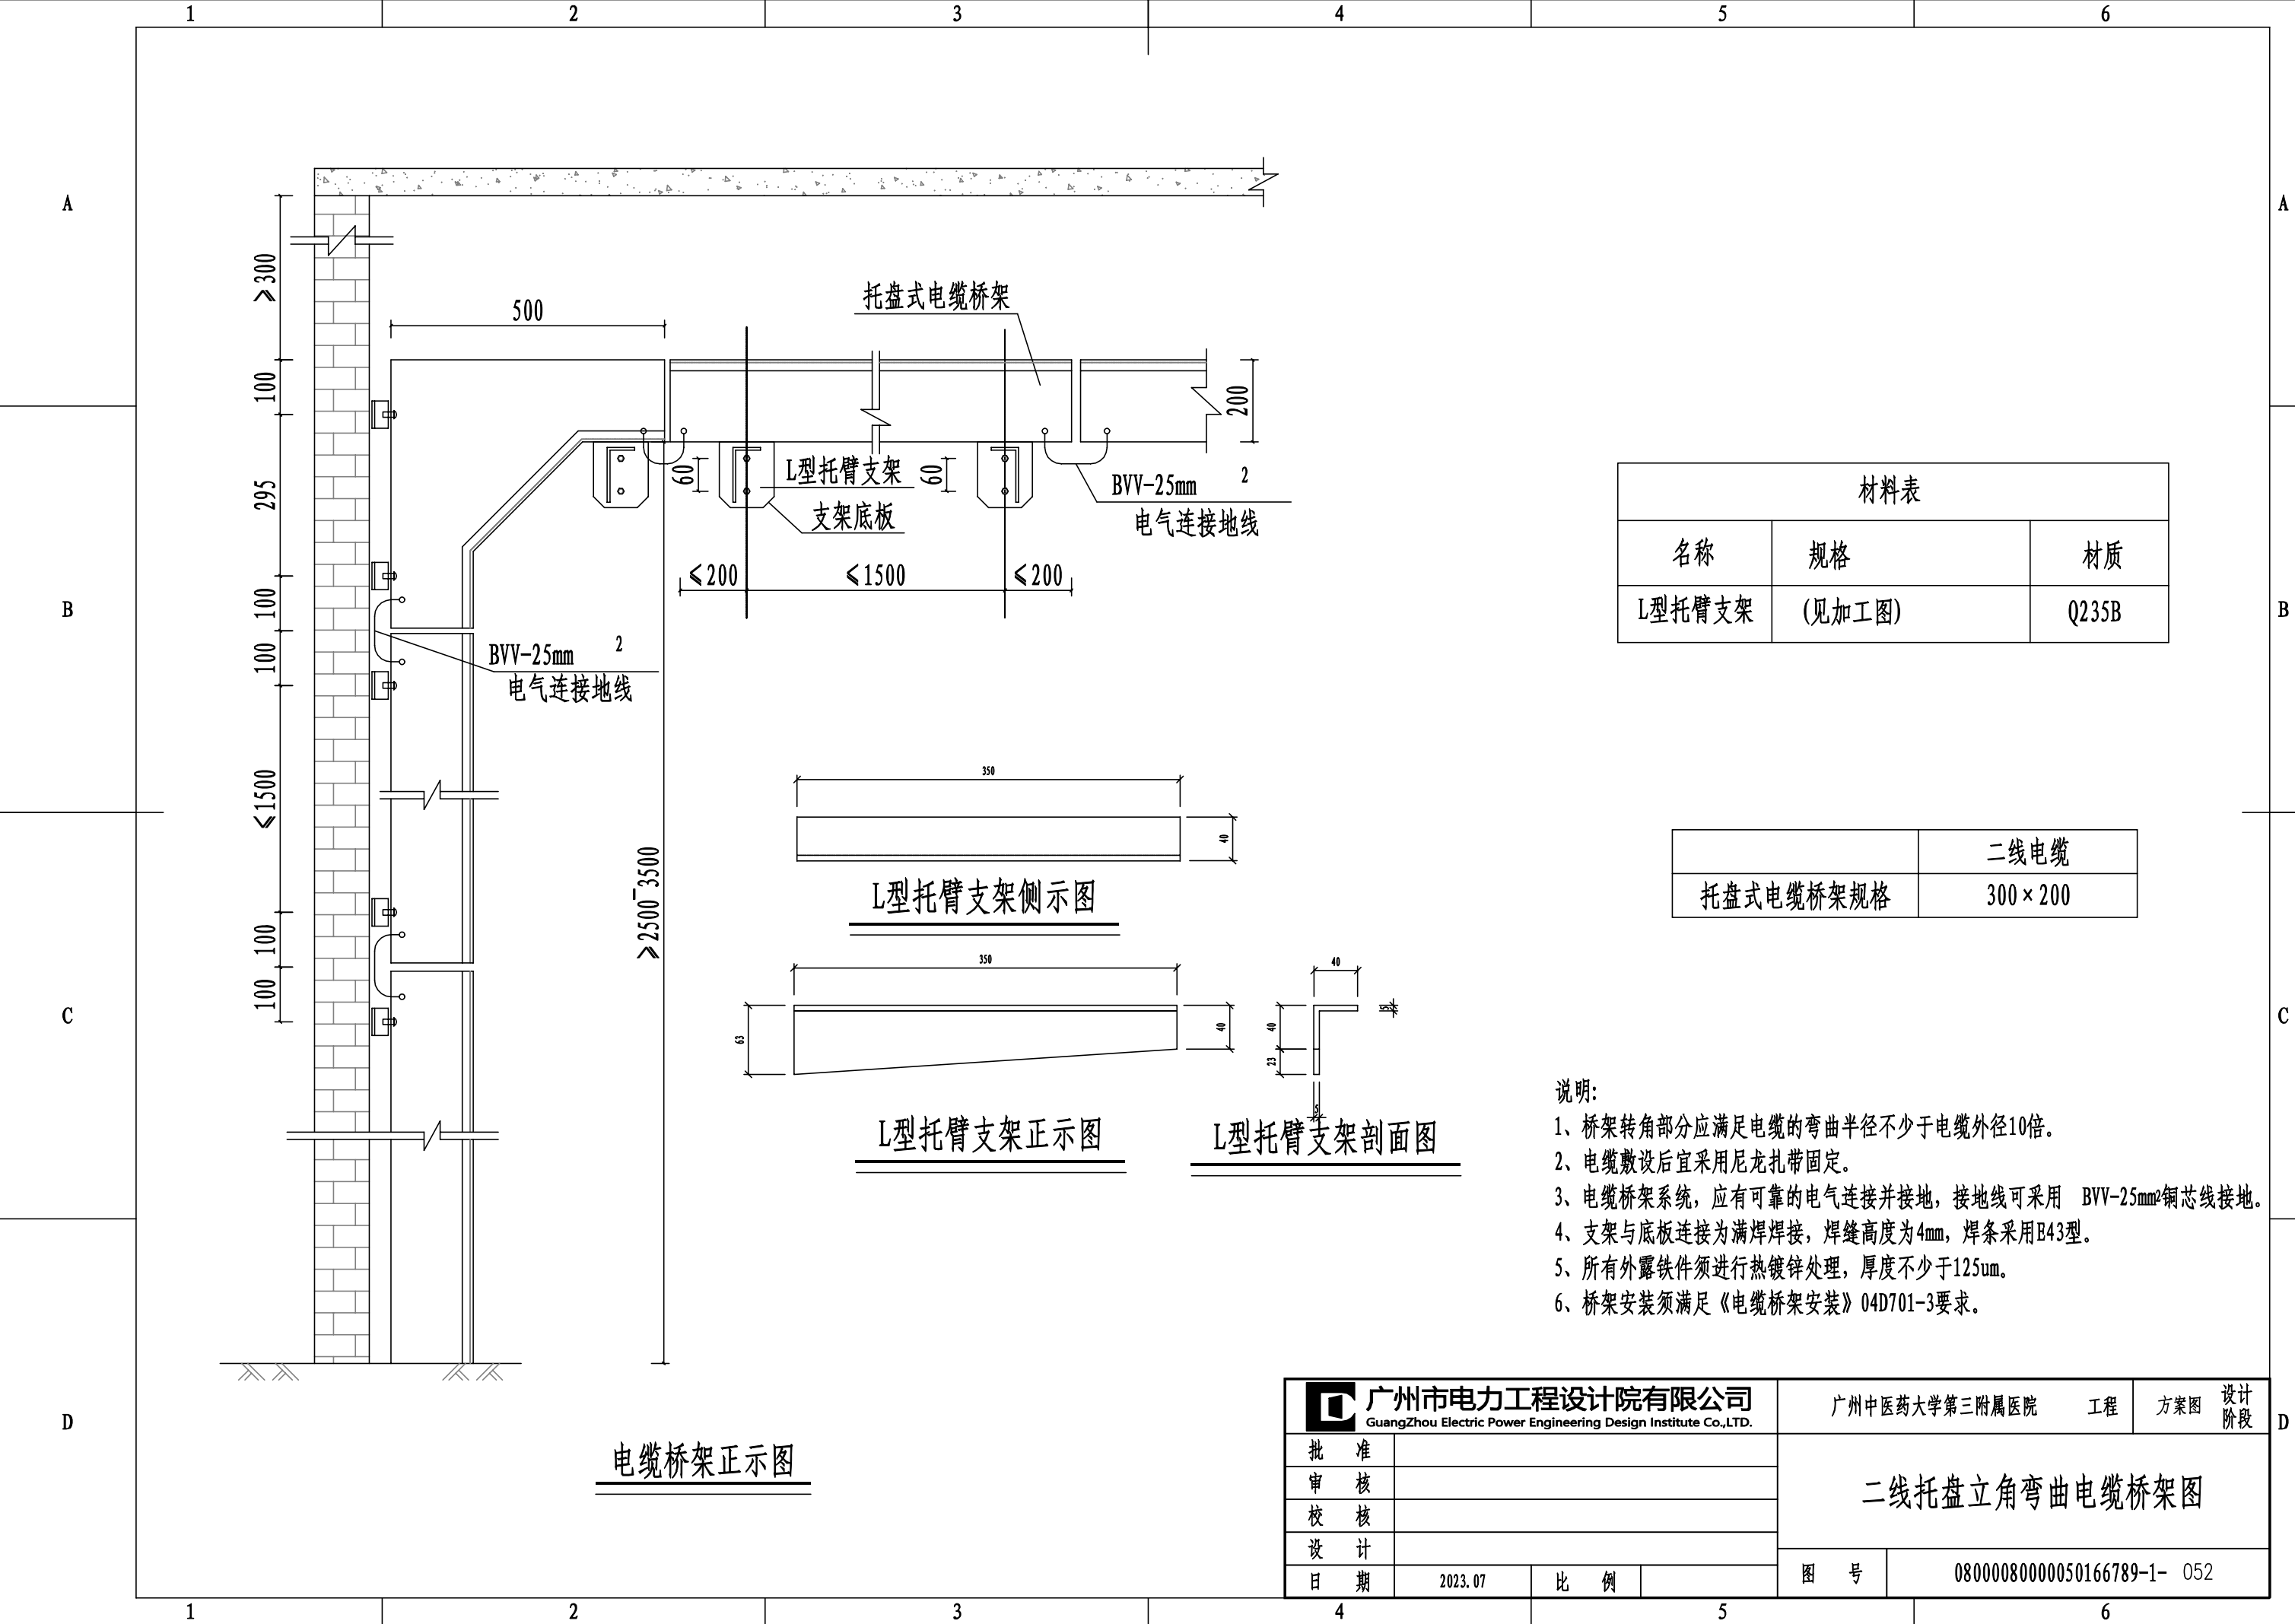 1 2 3 4 5 6
A A
B B
C C
D D
≥300
100
295
100
100
≤1500
100
100
500
托盘式电缆桥架
200
60
L型托臂支架
支架底板
60
BVV-25mm 2
电气连接地线
≤200 ≤1500 ≤200
BVV-25mm 2
电气连接地线
≥2500~3500
350
40
L型托臂支架侧示图
350
63
40
L型托臂支架正示图
40
5
40
23
5
L型托臂支架剖面图
电缆桥架正示图
材料表
名称 规格 材质
L型托臂支架 (见加工图) Q235B
二线电缆
托盘式电缆桥架规格 300×200
说明:
1、桥架转角部分应满足电缆的弯曲半径不少于电缆外径10倍。
2、电缆敷设后宜采用尼龙扎带固定。
3、电缆桥架系统，应有可靠的电气连接并接地，接地线可采用 BVV-25mm²铜芯线接地。
4、支架与底板连接为满焊焊接，焊缝高度为4mm，焊条采用E43型。
5、所有外露铁件须进行热镀锌处理，厚度不少于125um。
6、桥架安装须满足《电缆桥架安装》04D701-3要求。
广州市电力工程设计院有限公司
GuangZhou Electric Power Engineering Design Institute Co.,LTD.
广州中医药大学第三附属医院 工程 方案图 设计阶段
批 准
审 核
校 核
设 计
日 期 2023.07 比 例
二线托盘立角弯曲电缆桥架图
图 号 08000080000050166789-1- 052
1 2 3 4 5 6